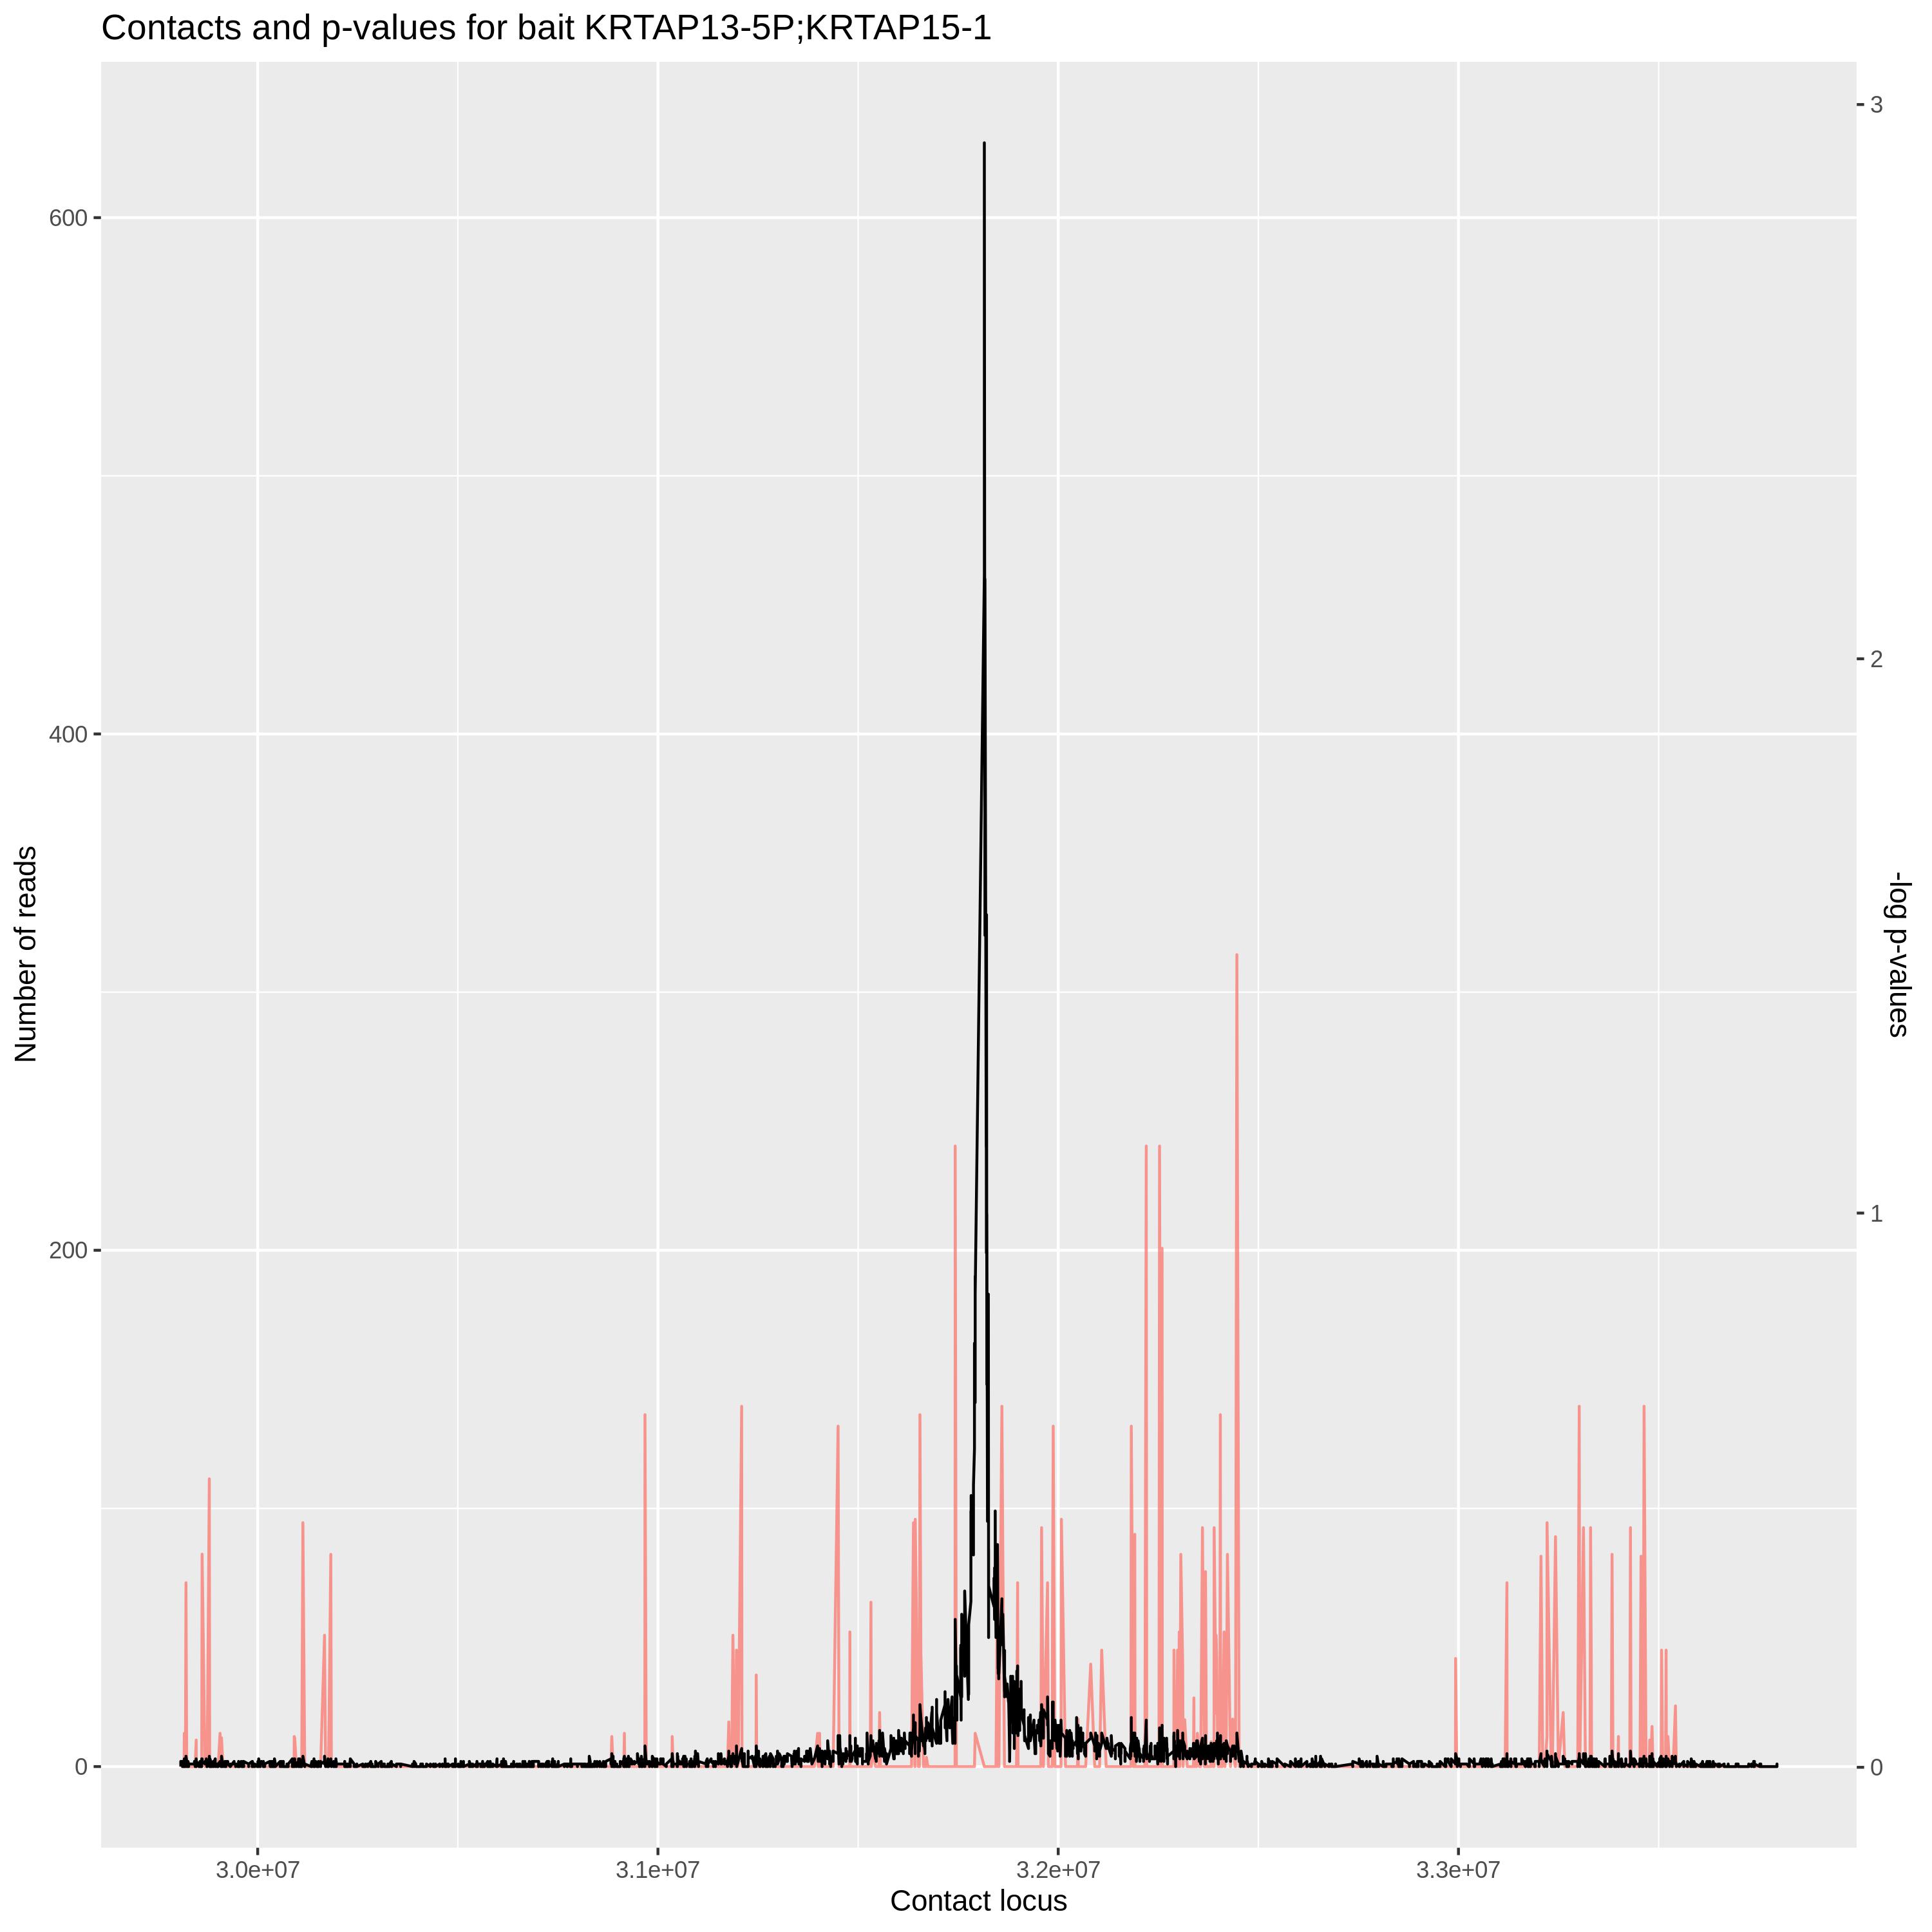 Contacts and p-values for bait KRTAP13-5P;KRTAP15-1
3
600
2
400
Number of reads
-log p-values
1
200
0
0
3.0e+07
3.1e+07
3.2e+07
3.3e+07
Contact locus